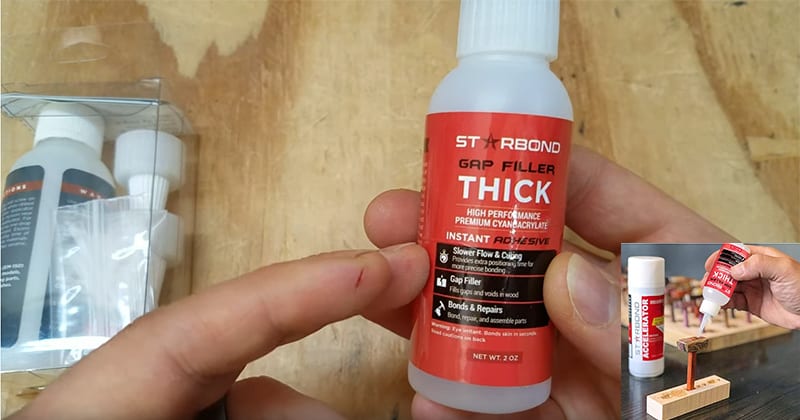 STARBOND
GAP FILLER
THICK
HIGH PERFORMANCE
PREMIUM CYANOACRYLATE
INSTANT ADHESIVE
Slower Flow & Curing
Provides extra positioning time for
more precise bonding
Gap Filler
Fills gaps and voids in wood
Bonds & Repairs
Bond, repair, and assemble parts
Warning: Eye irritant. Bonds skin in seconds.
Read cautions on back
NET WT. 2 OZ
STARBOND
ACCELERATOR
STARBOND
THICK